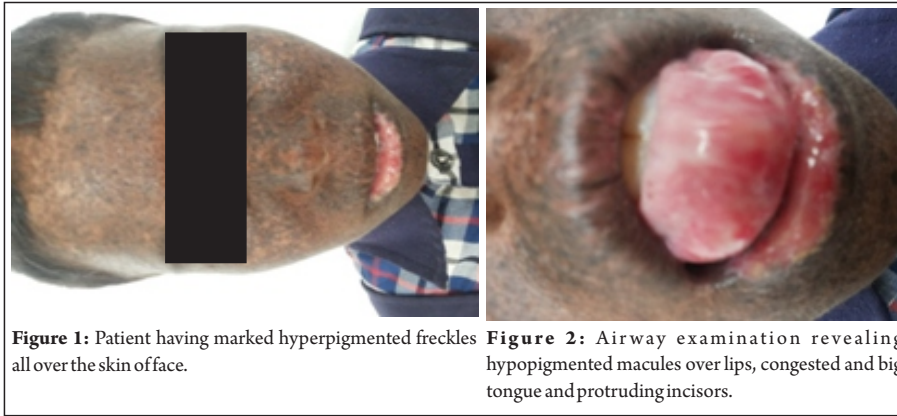 Figure 1: Patient having marked hyperpigmented freckles
all over the skin of face.
Figure 2: Airway examination revealing
hypopigmented macules over lips, congested and big
tongue and protruding incisors.